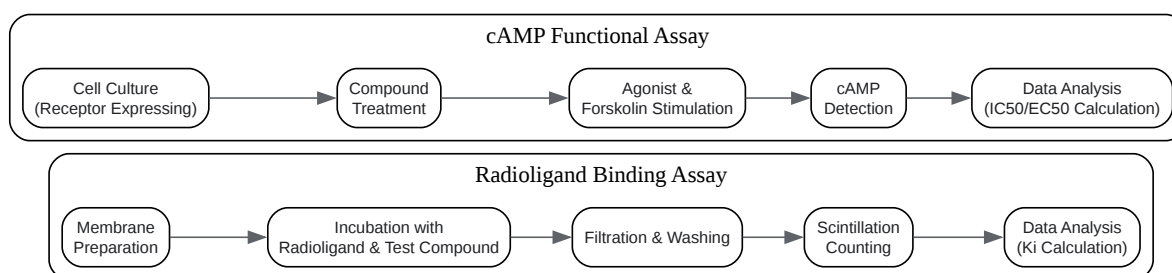 cAMP Functional Assay
Cell Culture
(Receptor Expressing)
Compound
Treatment
Agonist &
Forskolin Stimulation
cAMP
Detection
Data Analysis
(IC50/EC50 Calculation)
Radioligand Binding Assay
Membrane
Preparation
Incubation with
Radioligand & Test Compound
Filtration & Washing
Scintillation
Counting
Data Analysis
(Ki Calculation)